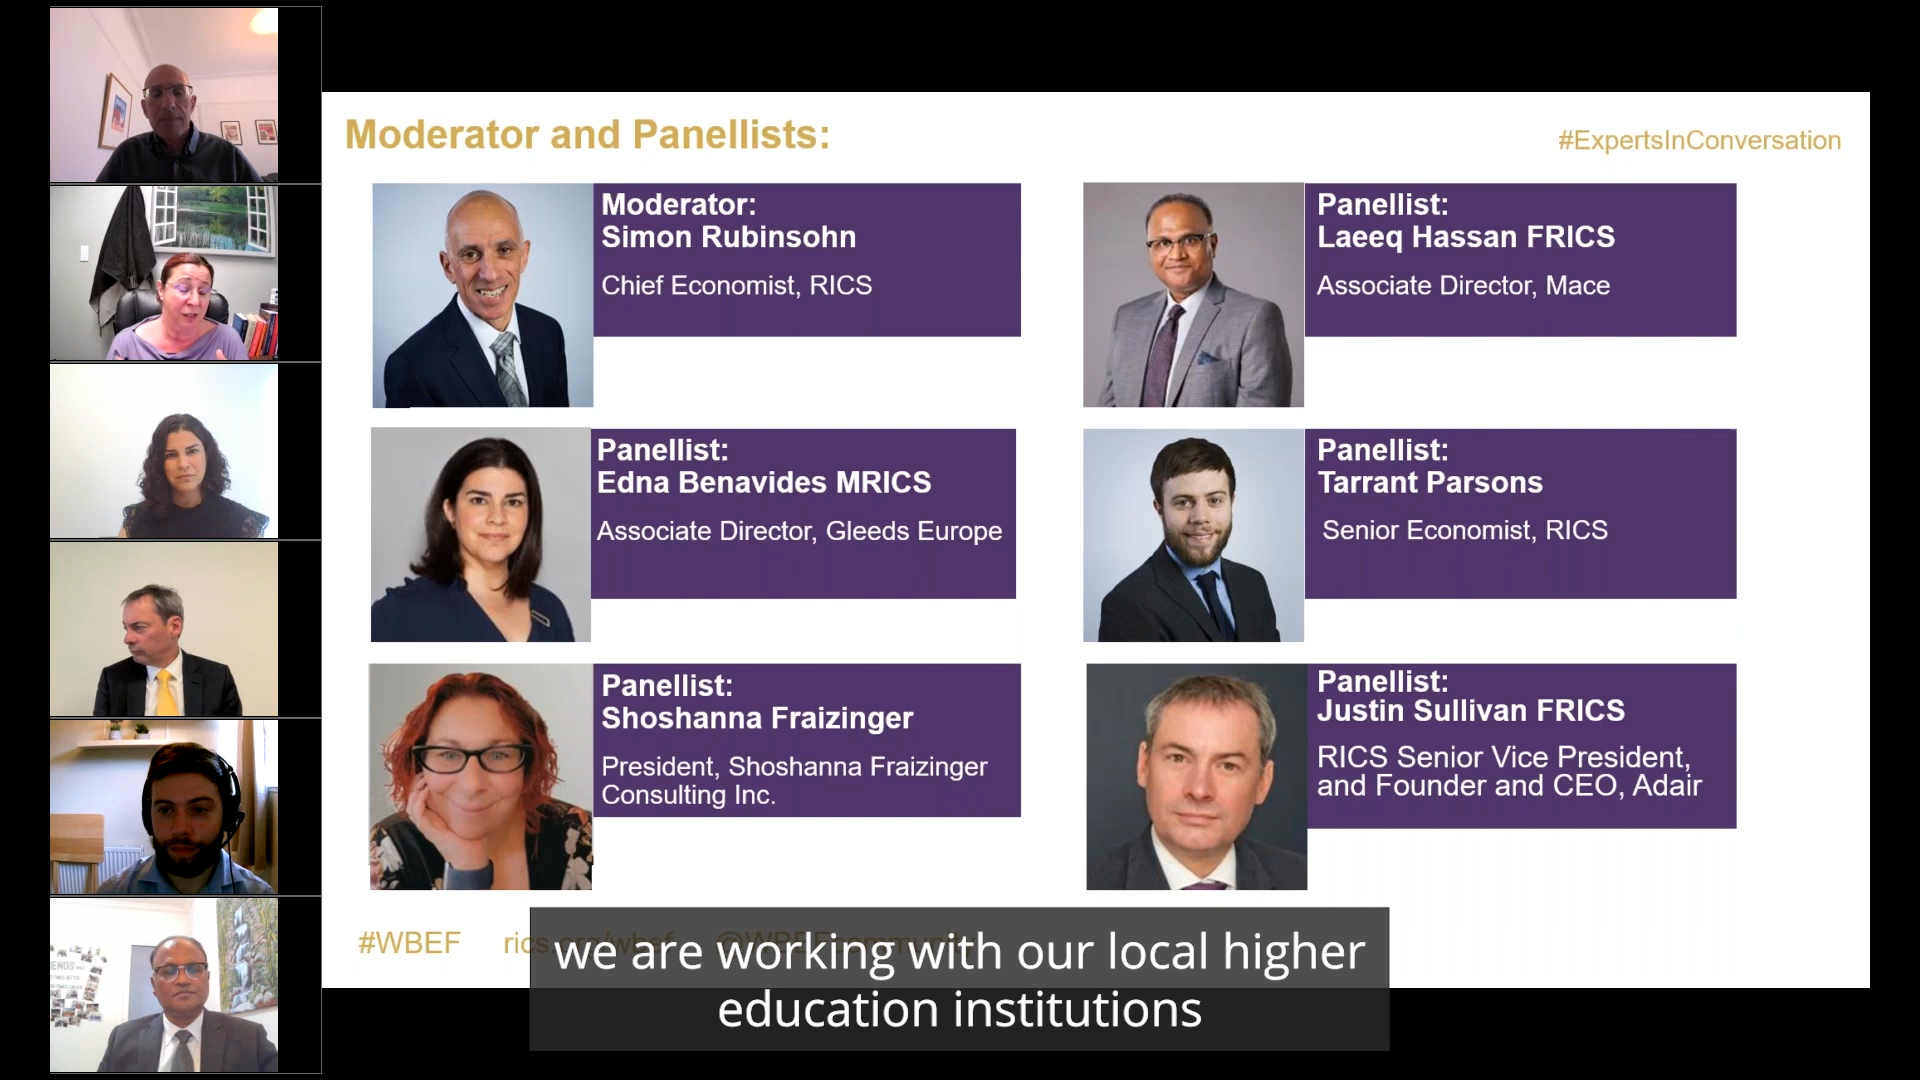 Moderator and Panellists:
#ExpertsInConversation
Moderator:
Simon Rubinsohn
Chief Economist, RICS
Panellist:
Laeeq Hassan FRICS
Associate Director, Mace
Panellist:
Edna Benavides MRICS
Associate Director, Gleeds Europe
Panellist:
Tarrant Parsons
Senior Economist, RICS
Panellist:
Shoshanna Fraizinger
President, Shoshanna Fraizinger
Consulting Inc.
Panellist:
Justin Sullivan FRICS
RICS Senior Vice President,
and Founder and CEO, Adair
#WBEF rics.org/wbef
we are working with our local higher
education institutions